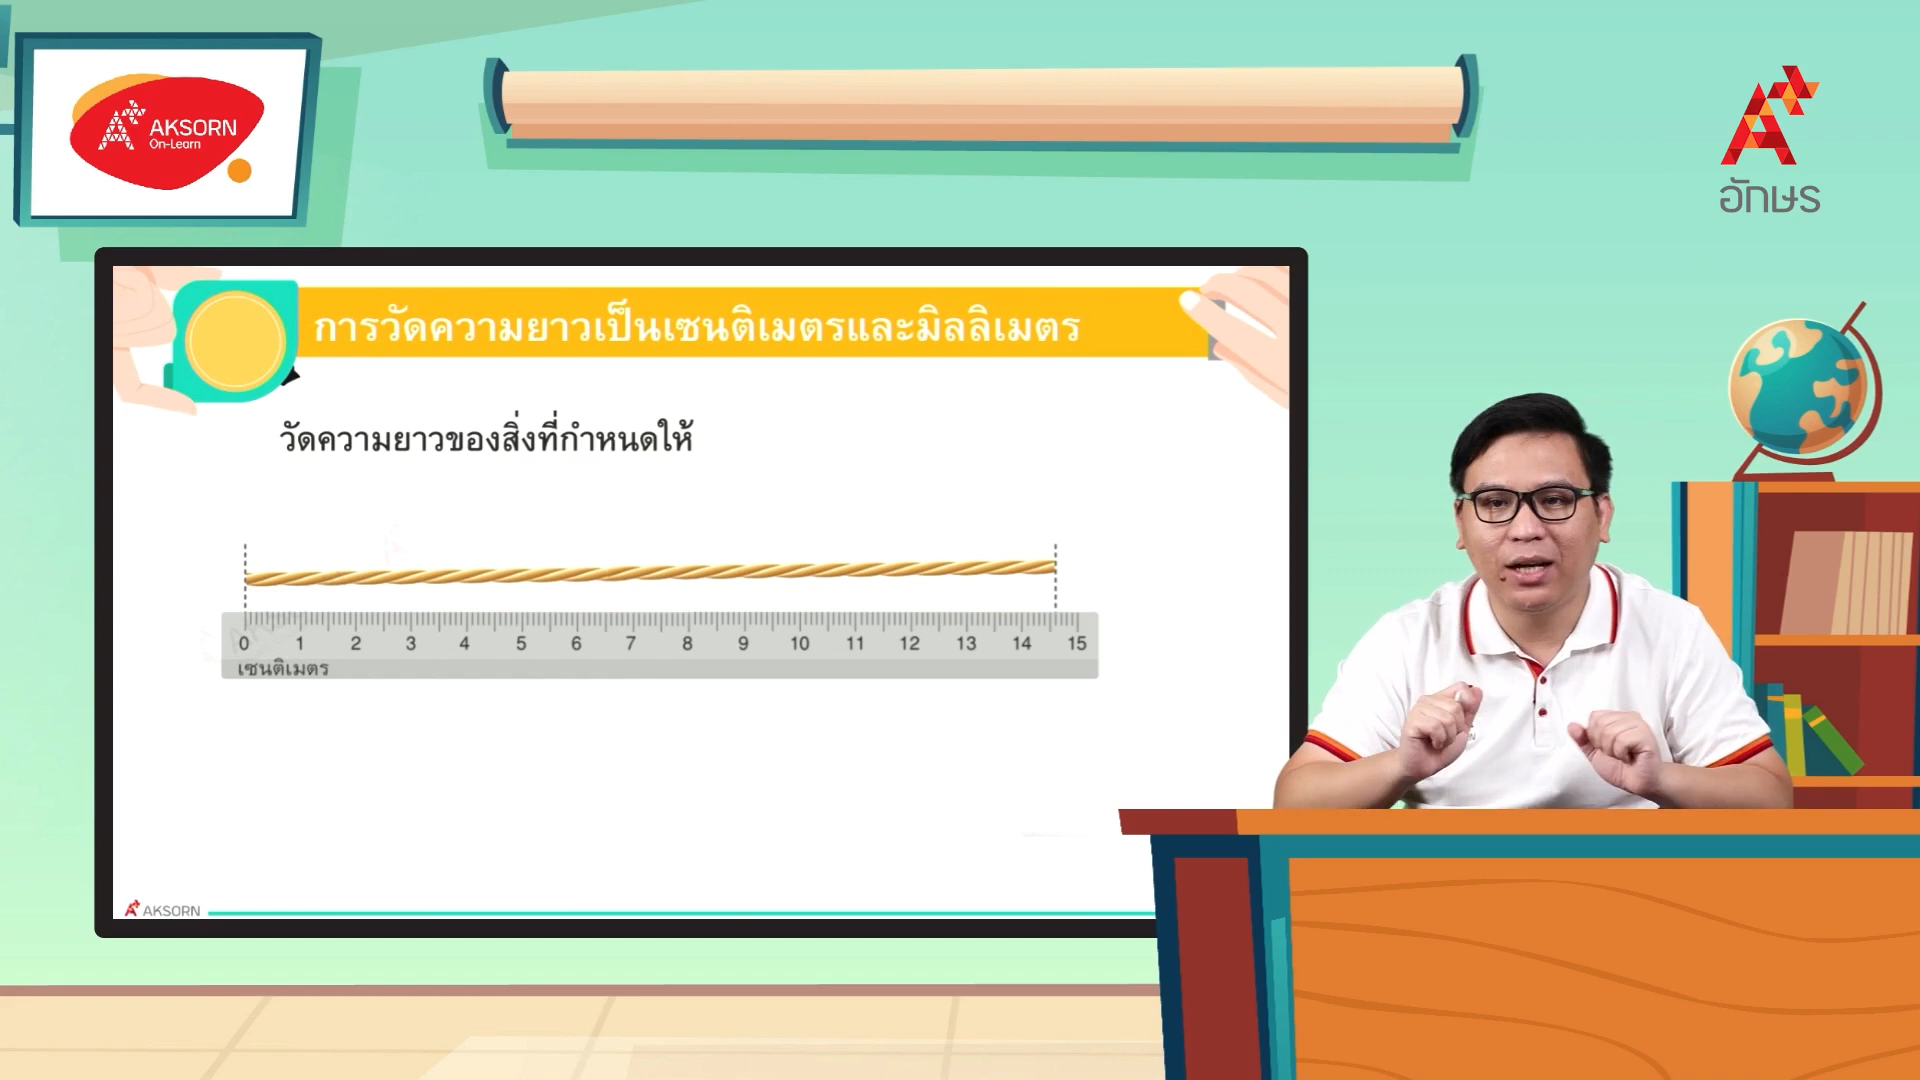 AKSORN
On-Learn
อักษร
การวัดความยาวเป็นเซนติเมตรและมิลลิเมตร
วัดความยาวของสิ่งที่กำหนดให้
0 1 2 3 4 5 6 7 8 9 10 11 12 13 14 15
เซนติเมตร
AKSORN